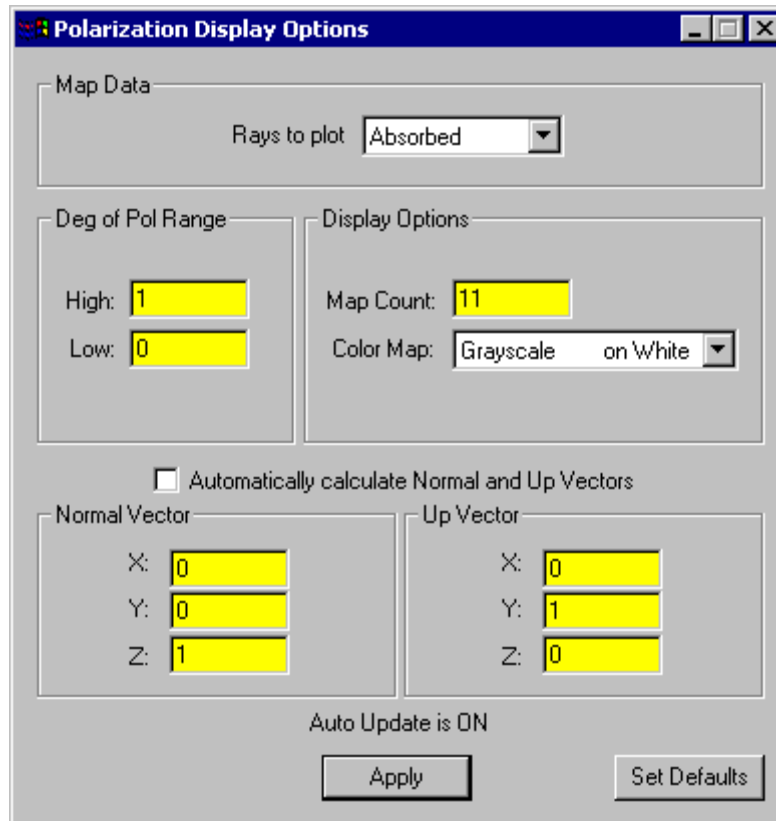 Polarization Display Options
Map Data
Rays to plot Absorbed
Deg of Pol Range
High: 1
Low: 0
Display Options
Map Count: 11
Color Map: Grayscale on White
Automatically calculate Normal and Up Vectors
Normal Vector
X: 0
Y: 0
Z: 1
Up Vector
X: 0
Y: 1
Z: 0
Auto Update is ON
Apply
Set Defaults